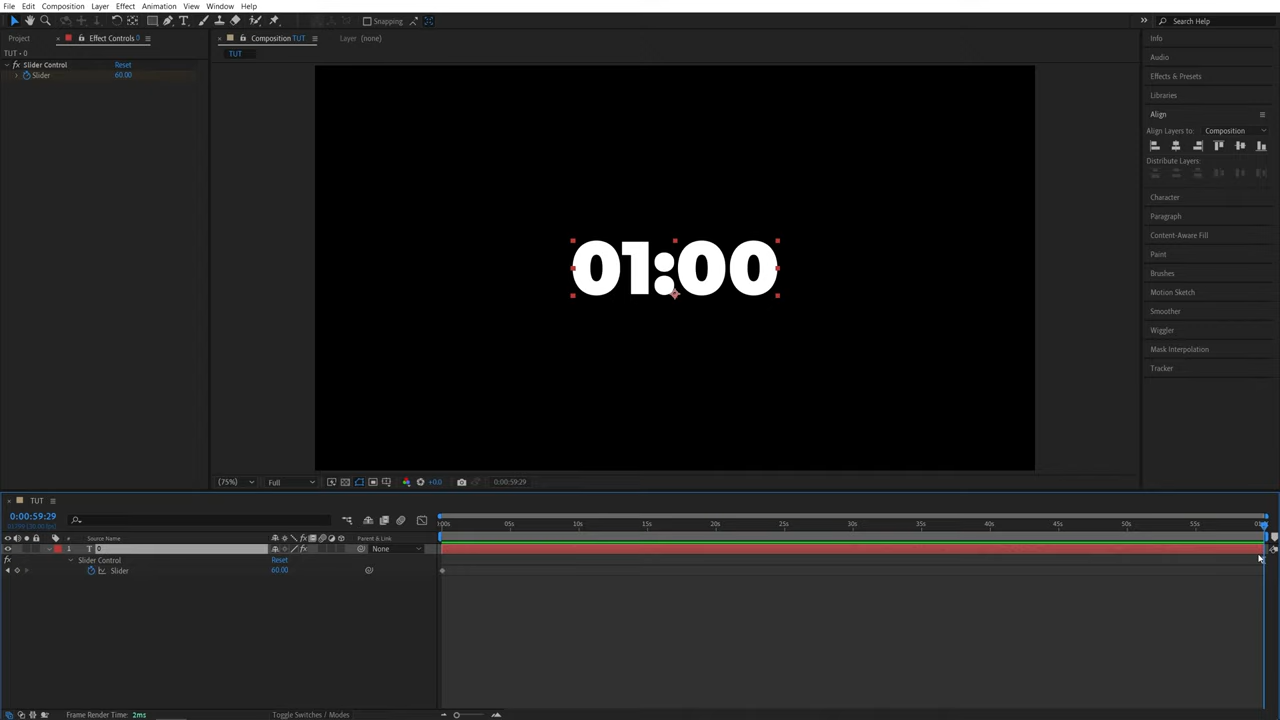 File Edit Composition Layer Effect Animation View Window Help
Snapping
Search Help
Project
Effect Controls 0
Composition TUT
Layer (none)
TUT • 0
TUT
fx Slider Control Reset
Slider 60.00
Info
Audio
Effects & Presets
Libraries
Align
Align Layers to: Composition
Distribute Layers:
Character
Paragraph
Content-Aware Fill
Paint
Brushes
Motion Sketch
Smoother
Wiggler
Mask Interpolation
Tracker
01:00
(75%) Full +0.0 0:00:59:29
TUT
0:00:59:29
05s 10s 15s 20s 25s 30s 35s 40s 45s 50s 55s
# Source Name Parent & Link
1 T 0 None
Slider Control Reset
Slider 60.00
Frame Render Time: 2ms
Toggle Switches / Modes